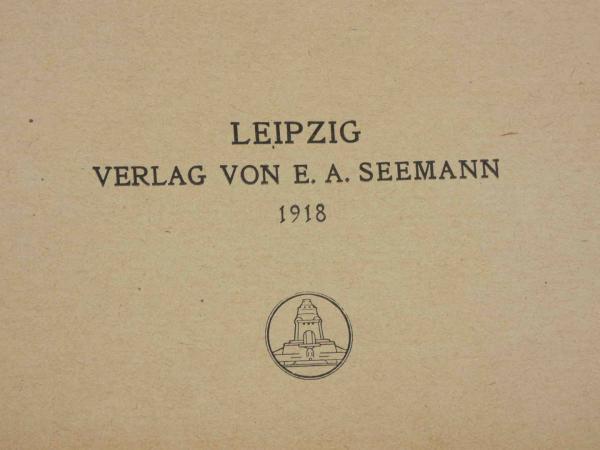 LEIPZIG
VERLAG VON E. A. SEEMANN
1918